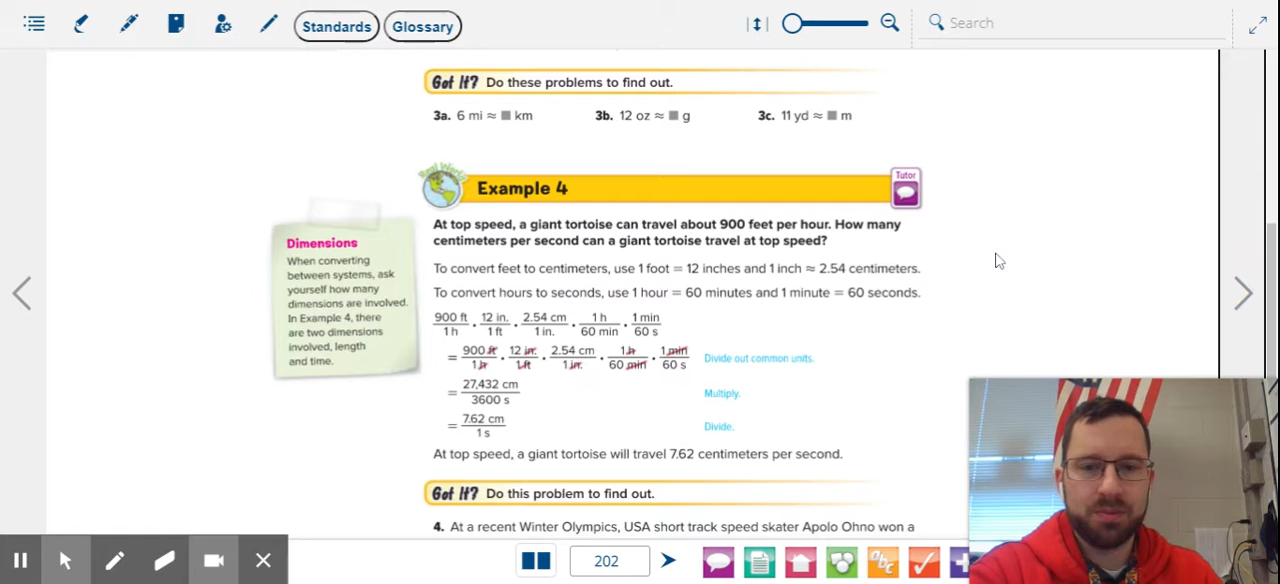 Standards
Glossary
Search
Got It? Do these problems to find out.
3a. 6 mi ≈ ■ km
3b. 12 oz ≈ ■ g
3c. 11 yd ≈ ■ m
Real World
Example 4
Tutor
At top speed, a giant tortoise can travel about 900 feet per hour. How many
centimeters per second can a giant tortoise travel at top speed?
To convert feet to centimeters, use 1 foot = 12 inches and 1 inch ≈ 2.54 centimeters.
To convert hours to seconds, use 1 hour = 60 minutes and 1 minute = 60 seconds.
900 ft/1 h · 12 in./1 ft · 2.54 cm/1 in. · 1 h/60 min · 1 min/60 s
= 900 ft/1 h · 12 in./1 ft · 2.54 cm/1 in. · 1 h/60 min · 1 min/60 s Divide out common units.
= 27,432 cm/3600 s Multiply.
= 7.62 cm/1 s Divide.
At top speed, a giant tortoise will travel 7.62 centimeters per second.
Dimensions
When converting
between systems, ask
yourself how many
dimensions are involved.
In Example 4, there
are two dimensions
involved, length
and time.
Got It? Do this problem to find out.
4. At a recent Winter Olympics, USA short track speed skater Apolo Ohno won a
202
abc